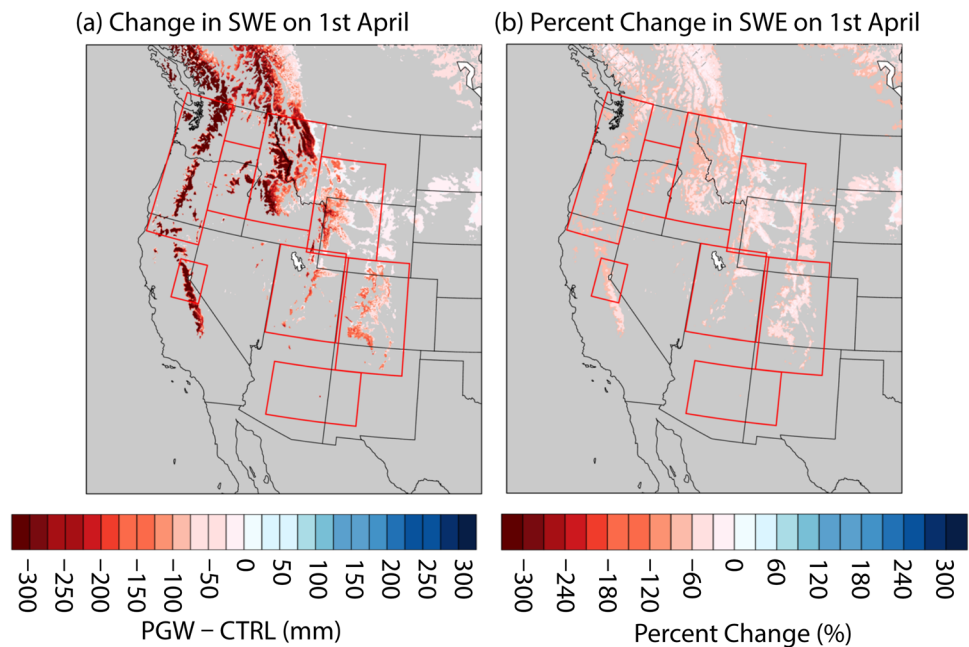 (a) Change in SWE on 1st April
(b) Percent Change in SWE on 1st April
−300 −250 −200 −150 −100 −50 0 50 100 150 200 250 300
PGW − CTRL (mm)
−300 −240 −180 −120 −60 0 60 120 180 240 300
Percent Change (%)